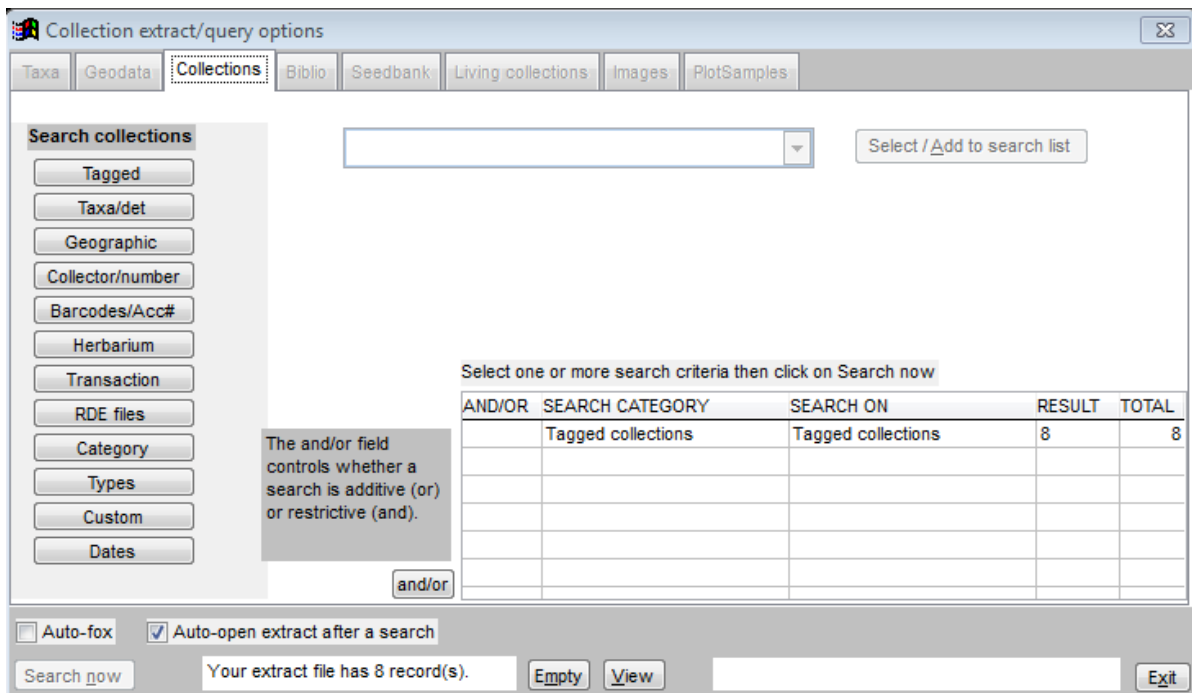 Collection extract/query options
Taxa Geodata Collections Biblio Seedbank Living collections Images PlotSamples
Search collections
Select / Add to search list
Tagged
Taxa/det
Geographic
Collector/number
Barcodes/Acc#
Herbarium
Transaction
RDE files
Category
Types
Custom
Dates
The and/or field
controls whether a
search is additive (or)
or restrictive (and).
and/or
Select one or more search criteria then click on Search now
AND/OR SEARCH CATEGORY SEARCH ON RESULT TOTAL
Tagged collections Tagged collections 8 8
Auto-fox Auto-open extract after a search
Search now Your extract file has 8 record(s). Empty View Exit